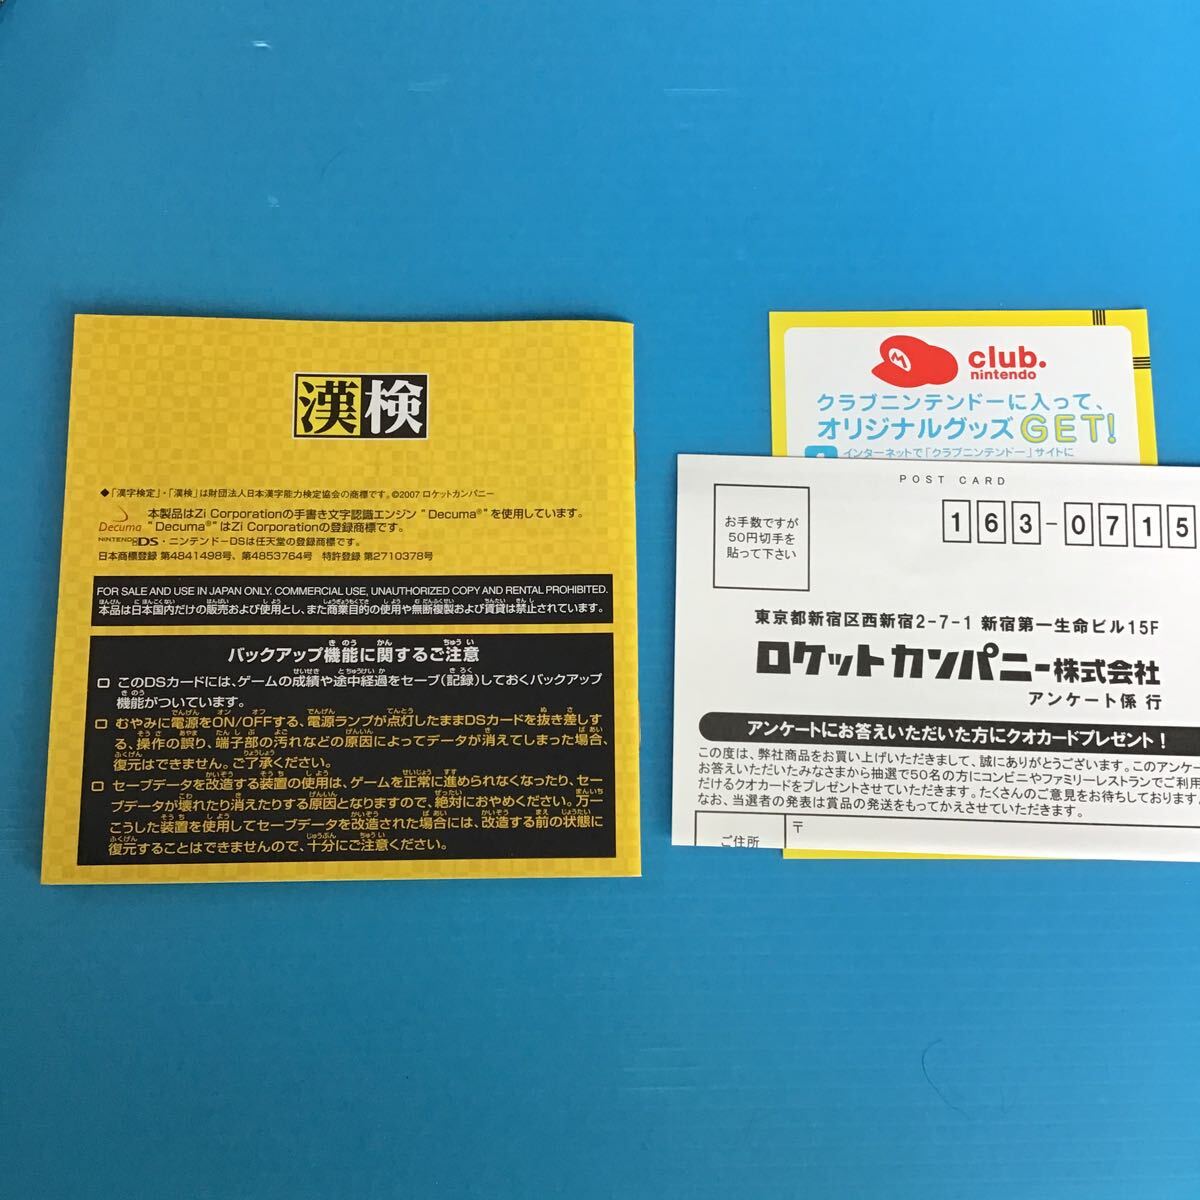 漢検
◆「漢字検定」・「漢検」は財団法人日本漢字能力検定協会の商標です。©2007 ロケットカンパニー
Decuma
本製品はZi Corporationの手書き文字認識エンジン“Decuma®”を使用しています。
“Decuma®”はZi Corporationの登録商標です。
NINTENDO DS・ニンテンドーDSは任天堂の登録商標です。
日本商標登録 第4841498号、第4853764号 特許登録 第2710378号
FOR SALE AND USE IN JAPAN ONLY. COMMERCIAL USE, UNAUTHORIZED COPY AND RENTAL PROHIBITED.
本品は日本国内だけの販売および使用とし、また商業目的の使用や無断複製および賃貸は禁止されています。
バックアップ機能に関するご注意
このDSカードには、ゲームの成績や途中経過をセーブ(記録)しておくバックアップ
機能がついています。
むやみに電源をON/OFFする、電源ランプが点灯したままDSカードを抜き差しす
る、操作の誤り、端子部の汚れなどの原因によってデータが消えてしまった場合、
復元はできません。ご了承ください。
セーブデータを改造する装置の使用は、ゲームを正常に進められなくなったり、セー
ブデータが壊れたり消えたりする原因となりますので、絶対におやめください。万一
こうした装置を使用してセーブデータを改造された場合には、改造する前の状態に
復元することはできませんので、十分にご注意ください。
M
club.
nintendo
クラブニンテンドーに入って、
オリジナルグッズGET!
1 インターネットで「クラブニンテンドー」サイトに
POST CARD
お手数ですが
50円切手を
貼って下さい
163-0715
東京都新宿区西新宿2-7-1 新宿第一生命ビル15F
ロケットカンパニー株式会社
アンケート係 行
アンケートにお答えいただいた方にクオカードプレゼント！
この度は、弊社商品をお買い上げいただきまして、誠にありがとうございます。このアンケー
お答えいただいたみなさまから抽選で50名の方にコンビニやファミリーレストランでご利用
だけるクオカードをプレゼントさせていただきます。たくさんのご意見をお待ちしております。
なお、当選者の発表は賞品の発送をもってかえさせていただきます。
〒
ご住所